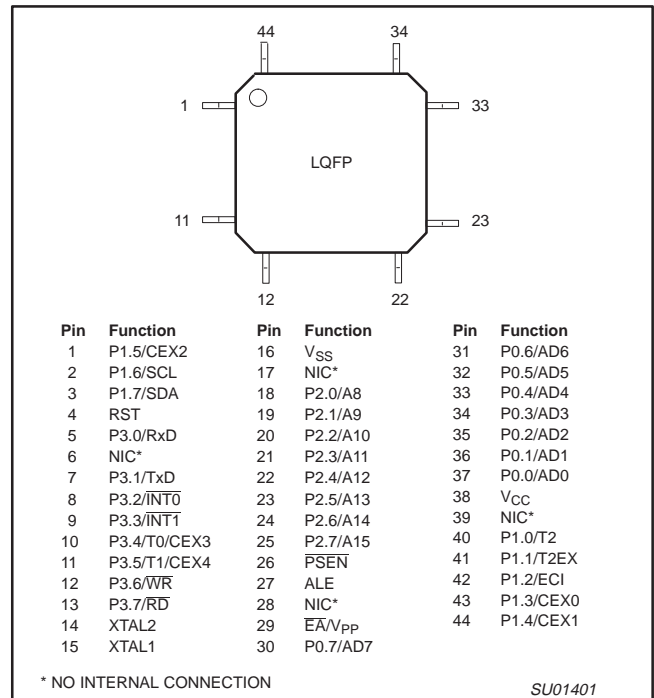 44 34
1 33
LQFP
11 23
12 22
Pin Function Pin Function Pin Function
1 P1.5/CEX2 16 VSS 31 P0.6/AD6
2 P1.6/SCL 17 NIC* 32 P0.5/AD5
3 P1.7/SDA 18 P2.0/A8 33 P0.4/AD4
4 RST 19 P2.1/A9 34 P0.3/AD3
5 P3.0/RxD 20 P2.2/A10 35 P0.2/AD2
6 NIC* 21 P2.3/A11 36 P0.1/AD1
7 P3.1/TxD 22 P2.4/A12 37 P0.0/AD0
8 P3.2/INT0 23 P2.5/A13 38 VCC
9 P3.3/INT1 24 P2.6/A14 39 NIC*
10 P3.4/T0/CEX3 25 P2.7/A15 40 P1.0/T2
11 P3.5/T1/CEX4 26 PSEN 41 P1.1/T2EX
12 P3.6/WR 27 ALE 42 P1.2/ECI
13 P3.7/RD 28 NIC* 43 P1.3/CEX0
14 XTAL2 29 EA/VPP 44 P1.4/CEX1
15 XTAL1 30 P0.7/AD7
* NO INTERNAL CONNECTION
SU01401